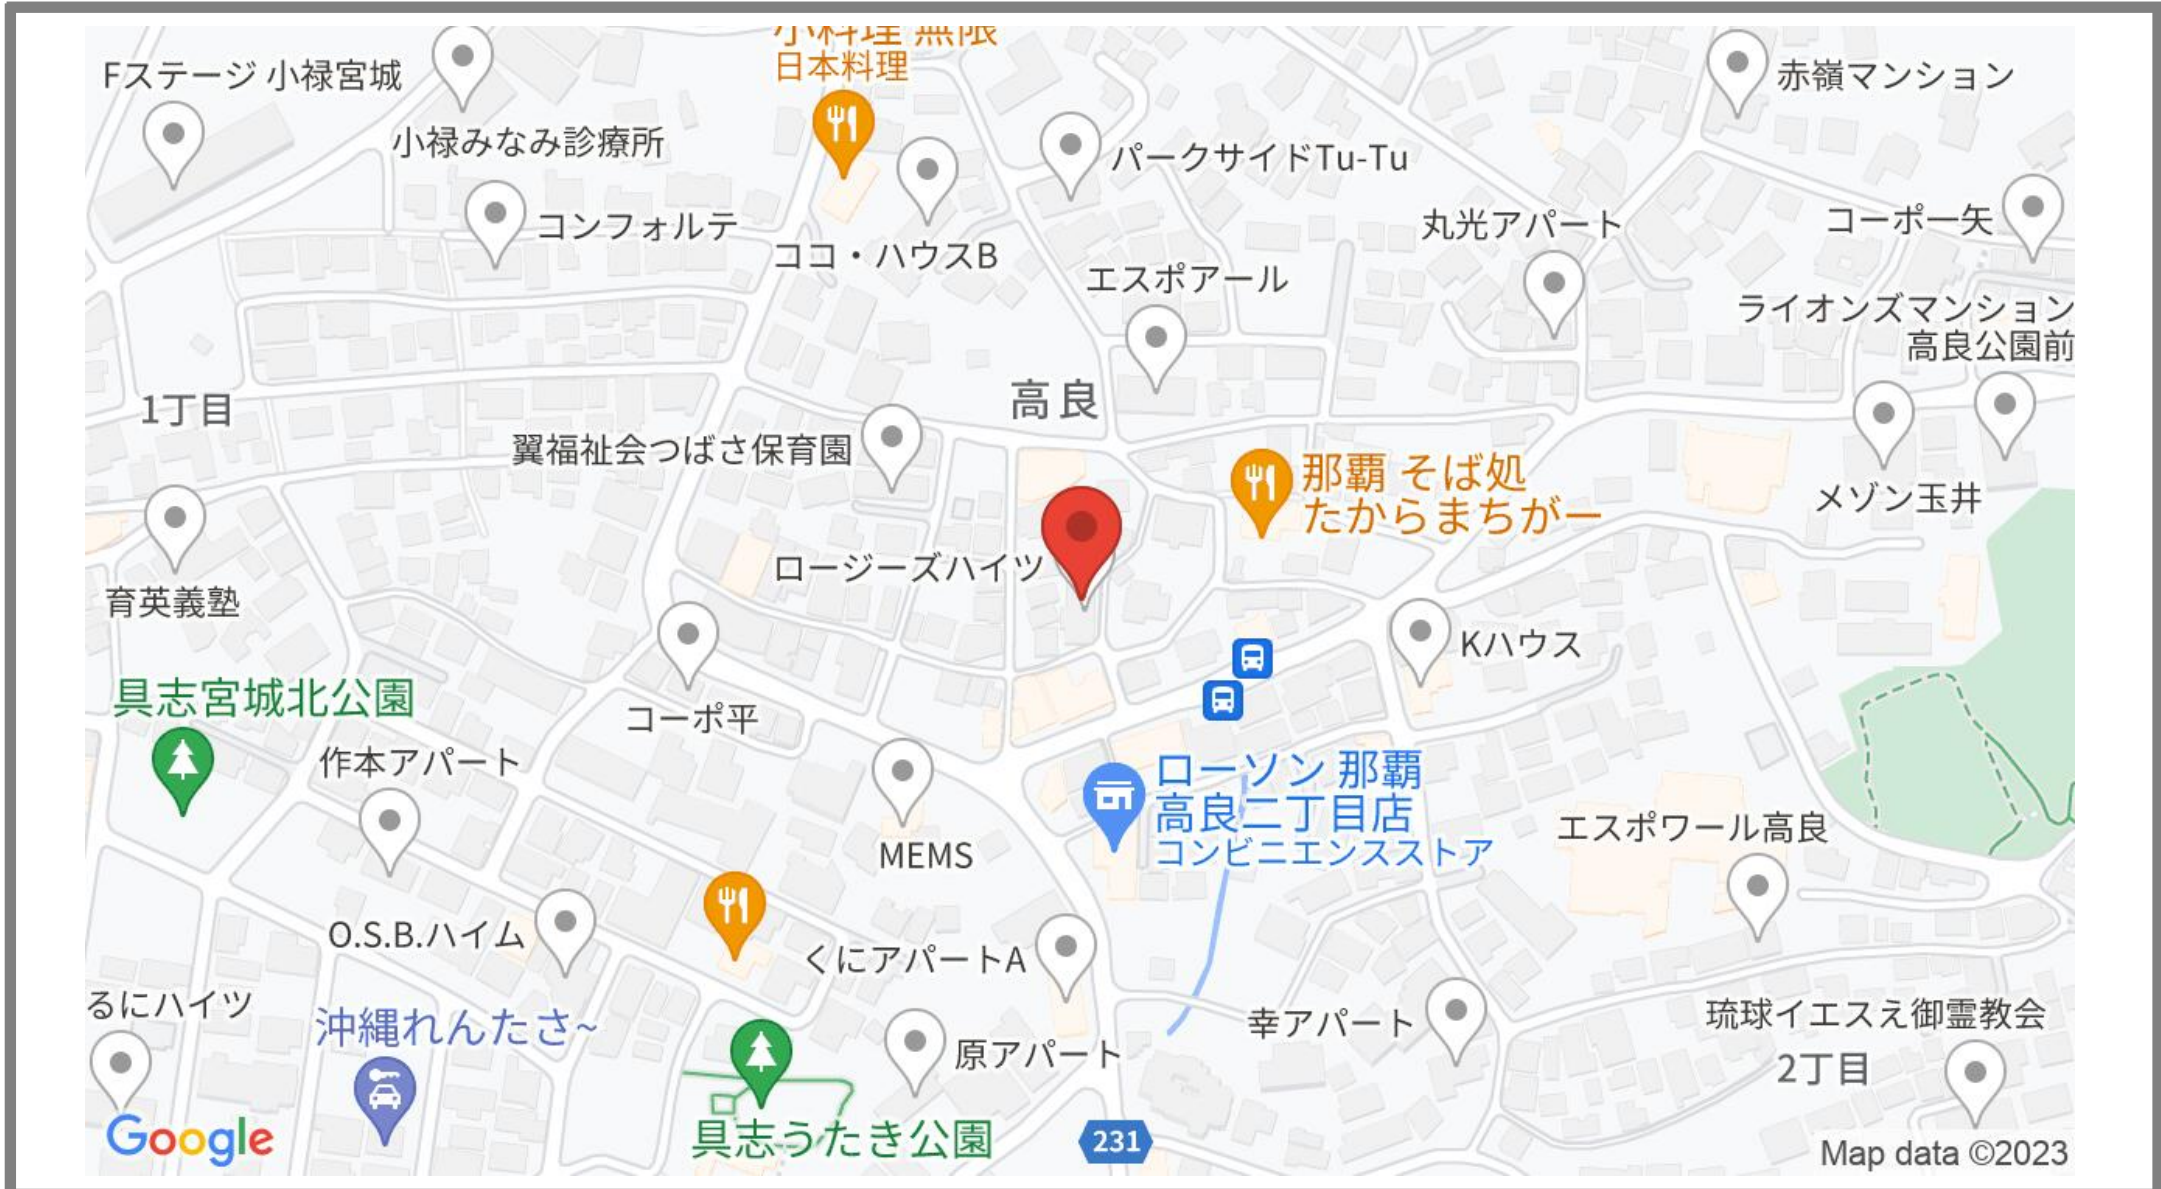 小料理 無限
日本料理
Fステージ 小禄宮城
赤嶺マンション
小禄みなみ診療所
パークサイドTu-Tu
コンフォルテ
ココ・ハウスB
丸光アパート
コーポ一矢
エスポアール
ライオンズマンション
高良公園前
高良
1丁目
翼福祉会つばさ保育園
那覇 そば処
たからまちがー
メゾン玉井
ロージーズハイツ
育英義塾
Kハウス
具志宮城北公園
コーポ平
作本アパート
ローソン 那覇
高良二丁目店
コンビニエンスストア
エスポワール高良
MEMS
O.S.B.ハイム
くにアパートA
るにハイツ
沖縄れんたさ~
幸アパート
琉球イエスえ御霊教会
原アパート
2丁目
具志うたき公園
Google
231
Map data ©2023